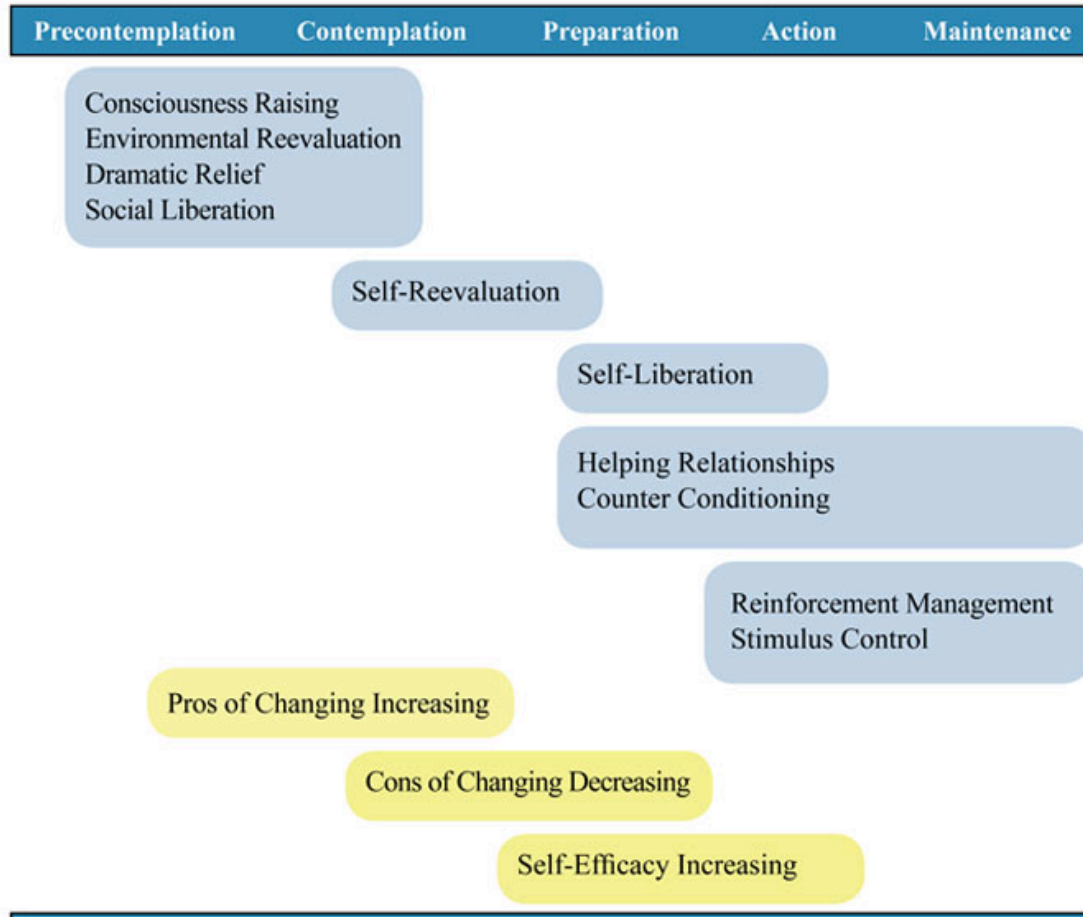 Precontemplation Contemplation Preparation Action Maintenance
Consciousness Raising
Environmental Reevaluation
Dramatic Relief
Social Liberation
Self-Reevaluation
Self-Liberation
Helping Relationships
Counter Conditioning
Reinforcement Management
Stimulus Control
Pros of Changing Increasing
Cons of Changing Decreasing
Self-Efficacy Increasing